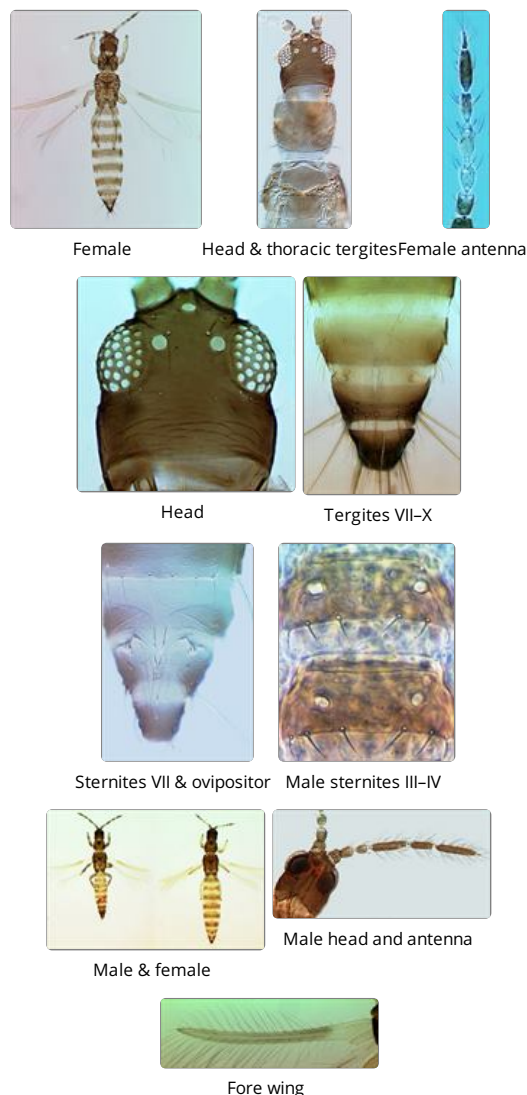 Female
Head & thoracic tergites
Female antenna
Head
Tergites VII–X
Sternites VII & ovipositor
Male sternites III–IV
Male & female
Male head and antenna
Fore wing